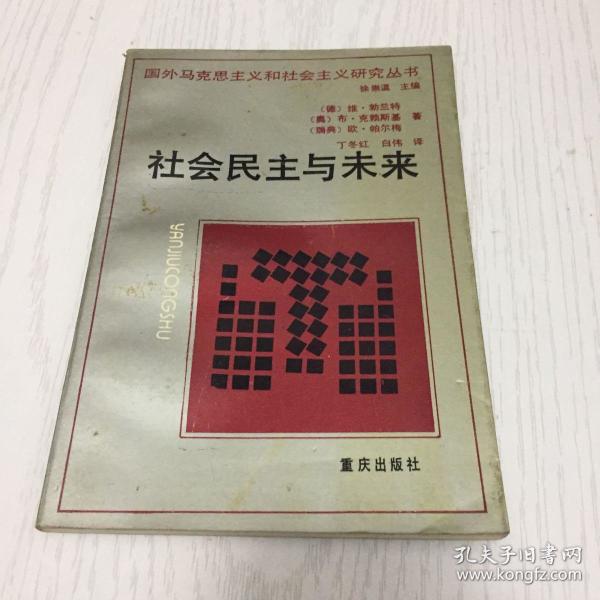 国外马克思主义和社会主义研究丛书
徐崇温 主编
（德）维·勃兰特
（奥）布·克赖斯基 著
（瑞典）欧·帕尔梅
丁冬红 白伟 译
社会民主与未来
YANJIUCONGSHU
重庆出版社
孔夫子旧书网
www.kongfz.com